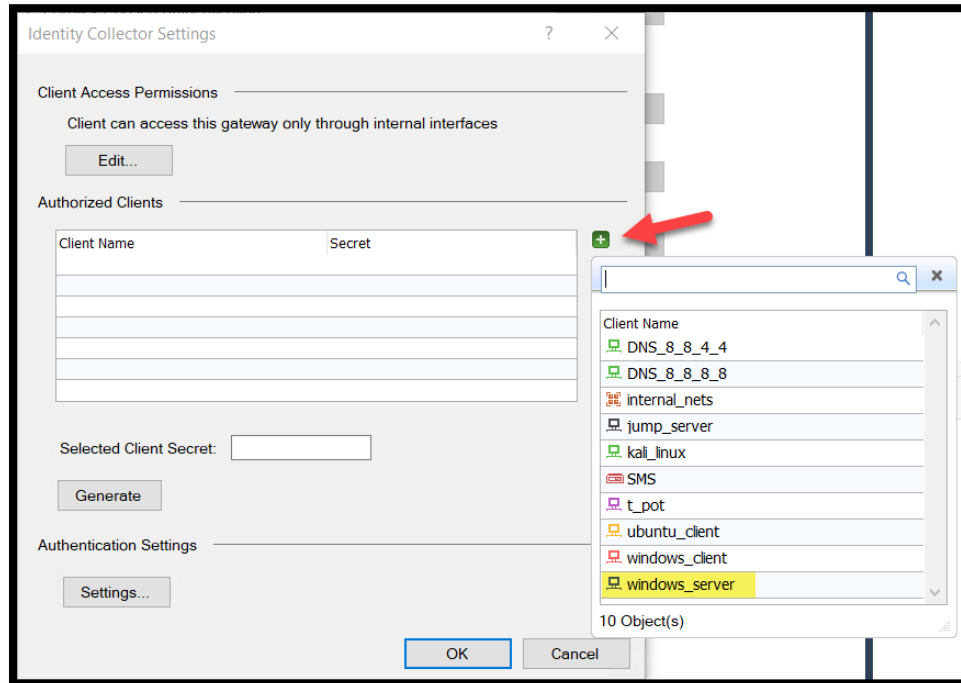 Identity Collector Settings
?
Client Access Permissions
Client can access this gateway only through internal interfaces
Edit...
Authorized Clients
Client Name Secret
Client Name
DNS_8_8_4_4
DNS_8_8_8_8
internal_nets
jump_server
kali_linux
SMS
t_pot
ubuntu_client
windows_client
windows_server
10 Object(s)
Selected Client Secret:
Generate
Authentication Settings
Settings...
OK Cancel